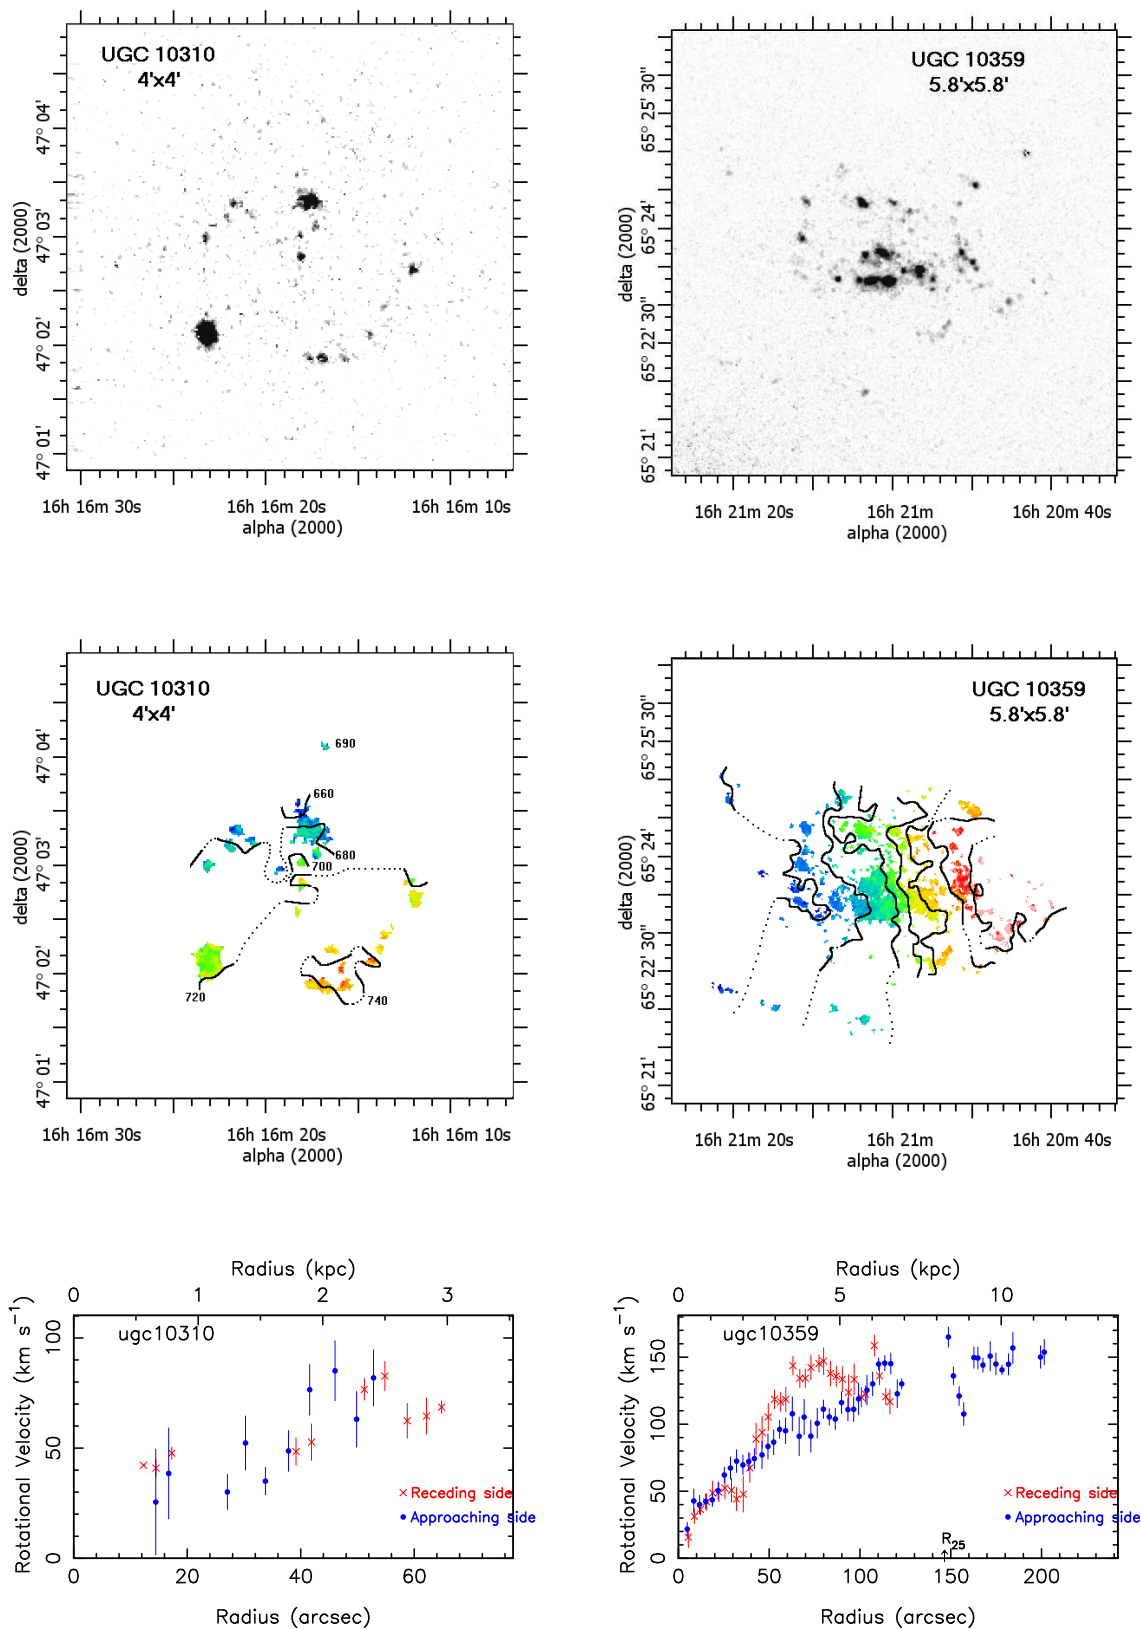 UGC 10310
4'x4'
47° 04'
47° 03'
47° 02'
47° 01'
delta (2000)
16h 16m 30s
16h 16m 20s
16h 16m 10s
alpha (2000)
UGC 10359
5.8'x5.8'
65° 25' 30"
65° 24'
65° 22' 30"
65° 21'
delta (2000)
16h 21m 20s
16h 21m
16h 20m 40s
alpha (2000)
UGC 10310
4'x4'
690
660
680
700
720
740
47° 04'
47° 03'
47° 02'
47° 01'
delta (2000)
16h 16m 30s
16h 16m 20s
16h 16m 10s
alpha (2000)
UGC 10359
5.8'x5.8'
65° 25' 30"
65° 24'
65° 22' 30"
65° 21'
delta (2000)
16h 21m 20s
16h 21m
16h 20m 40s
alpha (2000)
Radius (kpc)
0 1 2 3
ugc10310
100
50
0
Rotational Velocity (km s⁻¹)
Receding side
Approaching side
0 20 40 60
Radius (arcsec)
Radius (kpc)
0 5 10
ugc10359
150
100
50
0
Rotational Velocity (km s⁻¹)
Receding side
Approaching side
R₂₅
0 50 100 150 200
Radius (arcsec)